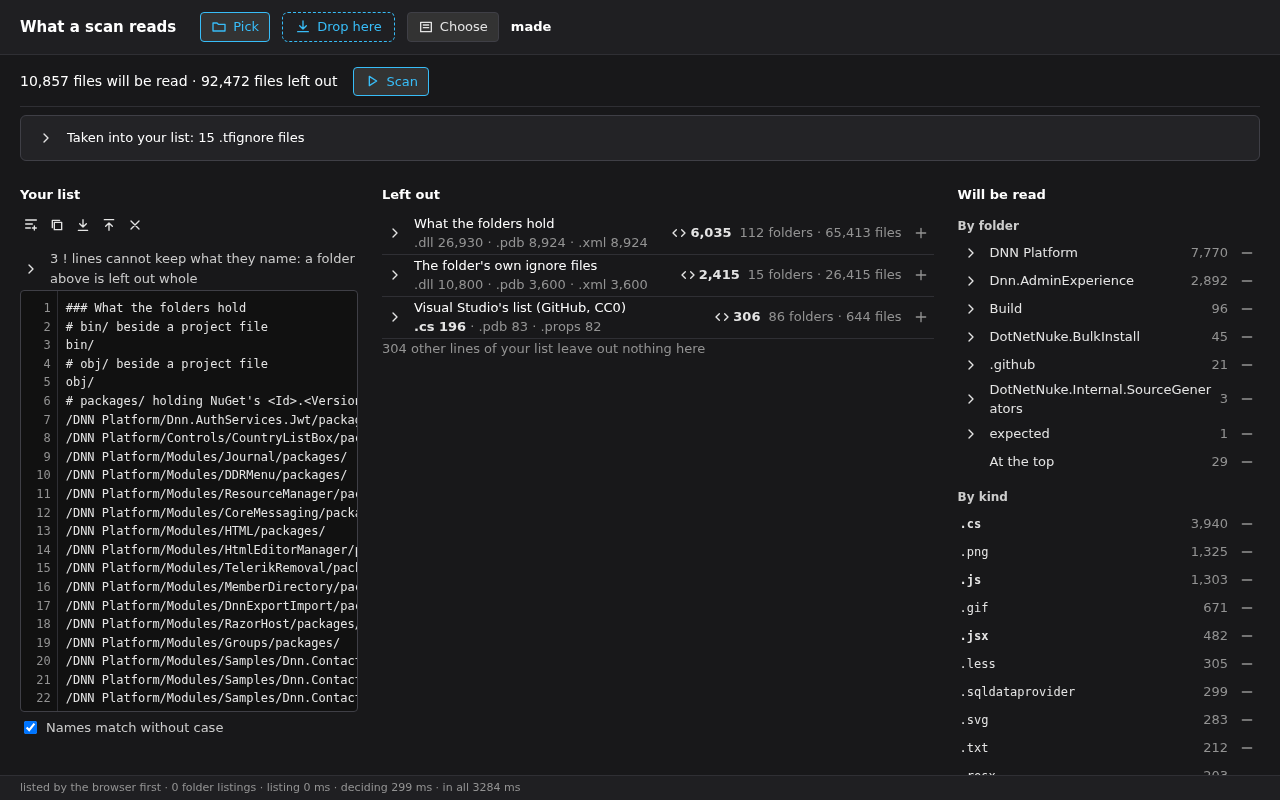 What a scan reads
Pick
Drop here
Choose
made
10,857 files will be read · 92,472 files left out
Scan
Taken into your list: 15 .tfignore files
Your list
3 ! lines cannot keep what they name: a folder
above is left out whole
1 ### What the folders hold
2 # bin/ beside a project file
3 bin/
4 # obj/ beside a project file
5 obj/
6 # packages/ holding NuGet's <Id>.<Version
7 /DNN Platform/Dnn.AuthServices.Jwt/packag
8 /DNN Platform/Controls/CountryListBox/pac
9 /DNN Platform/Modules/Journal/packages/
10 /DNN Platform/Modules/DDRMenu/packages/
11 /DNN Platform/Modules/ResourceManager/pac
12 /DNN Platform/Modules/CoreMessaging/packa
13 /DNN Platform/Modules/HTML/packages/
14 /DNN Platform/Modules/HtmlEditorManager/p
15 /DNN Platform/Modules/TelerikRemoval/pack
16 /DNN Platform/Modules/MemberDirectory/pac
17 /DNN Platform/Modules/DnnExportImport/pac
18 /DNN Platform/Modules/RazorHost/packages/
19 /DNN Platform/Modules/Groups/packages/
20 /DNN Platform/Modules/Samples/Dnn.Contact
21 /DNN Platform/Modules/Samples/Dnn.Contact
22 /DNN Platform/Modules/Samples/Dnn.Contact
Names match without case
Left out
What the folders hold
.dll 26,930 · .pdb 8,924 · .xml 8,924
6,035 112 folders · 65,413 files
The folder's own ignore files
.dll 10,800 · .pdb 3,600 · .xml 3,600
2,415 15 folders · 26,415 files
Visual Studio's list (GitHub, CC0)
.cs 196 · .pdb 83 · .props 82
306 86 folders · 644 files
304 other lines of your list leave out nothing here
Will be read
By folder
DNN Platform 7,770
Dnn.AdminExperience 2,892
Build 96
DotNetNuke.BulkInstall 45
.github 21
DotNetNuke.Internal.SourceGener
ators 3
expected 1
At the top 29
By kind
.cs 3,940
.png 1,325
.js 1,303
.gif 671
.jsx 482
.less 305
.sqldataprovider 299
.svg 283
.txt 212
.resx 203
listed by the browser first · 0 folder listings · listing 0 ms · deciding 299 ms · in all 3284 ms